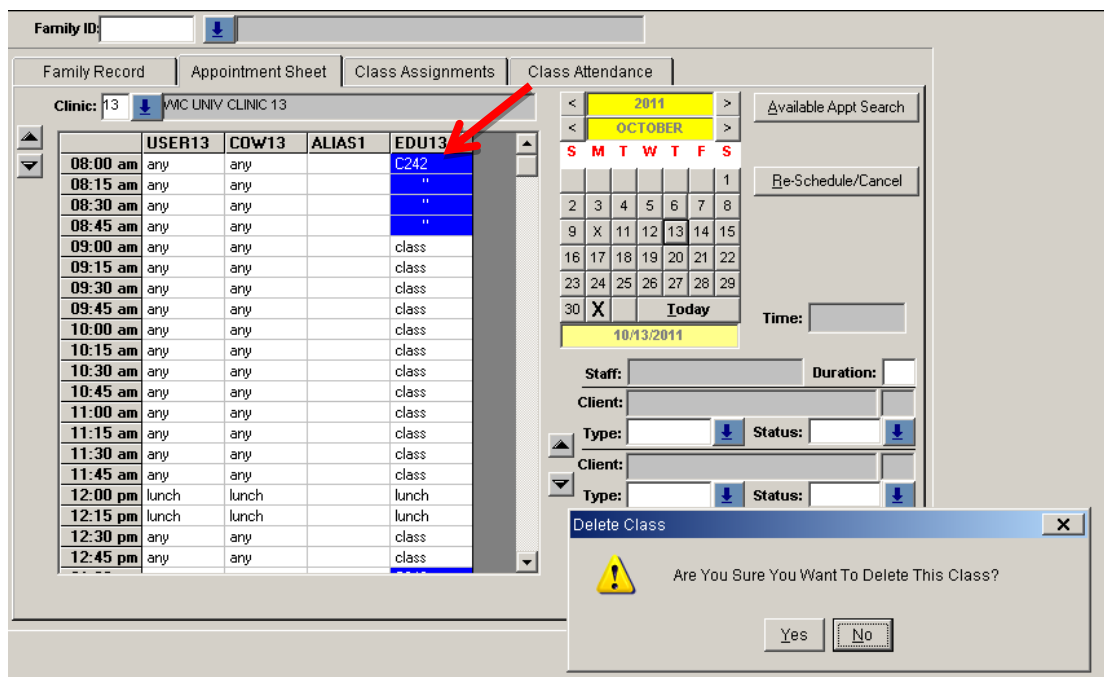 Family ID:
Family Record Appointment Sheet Class Assignments Class Attendance
Clinic: 13 WIC UNIV CLINIC 13
USER13 COW13 ALIAS1 EDU13
08:00 am any any C242
08:15 am any any "
08:30 am any any "
08:45 am any any "
09:00 am any any class
09:15 am any any class
09:30 am any any class
09:45 am any any class
10:00 am any any class
10:15 am any any class
10:30 am any any class
10:45 am any any class
11:00 am any any class
11:15 am any any class
11:30 am any any class
11:45 am any any class
12:00 pm lunch lunch lunch
12:15 pm lunch lunch lunch
12:30 pm any any class
12:45 pm any any class
< 2011 >
< OCTOBER >
S M T W T F S
1
2 3 4 5 6 7 8
9 X 11 12 13 14 15
16 17 18 19 20 21 22
23 24 25 26 27 28 29
30 X Today
10/13/2011
Available Appt Search
Re-Schedule/Cancel
Time:
Staff: Duration:
Client:
Type: Status:
Client:
Type: Status:
Delete Class X
Are You Sure You Want To Delete This Class?
Yes No